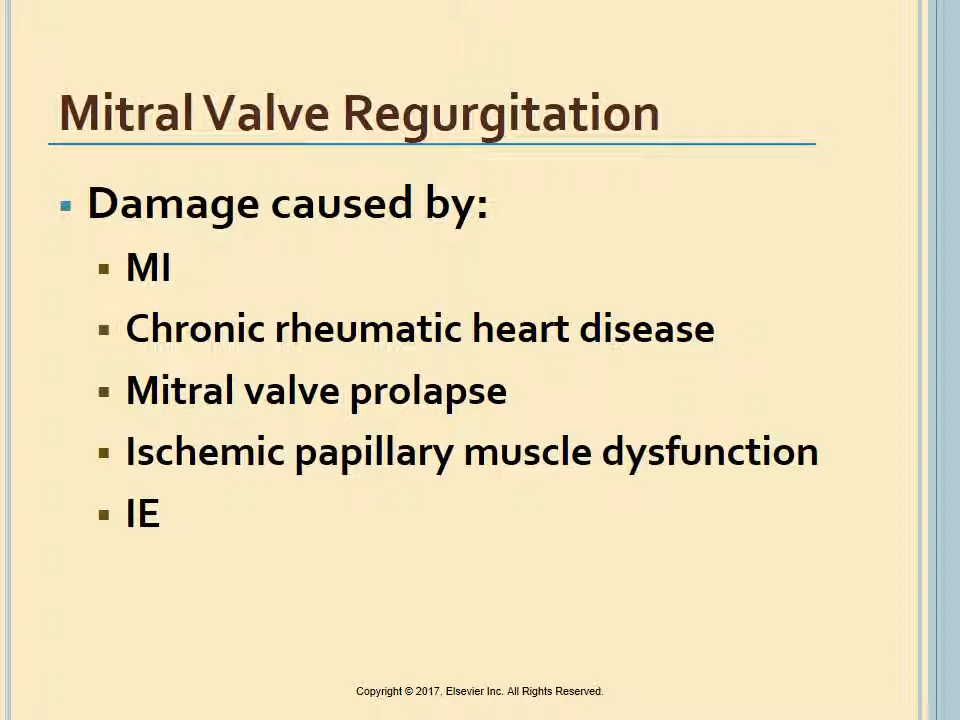 Mitral Valve Regurgitation
▪ Damage caused by:
▪ MI
▪ Chronic rheumatic heart disease
▪ Mitral valve prolapse
▪ Ischemic papillary muscle dysfunction
▪ IE
Copyright © 2017, Elsevier Inc. All Rights Reserved.